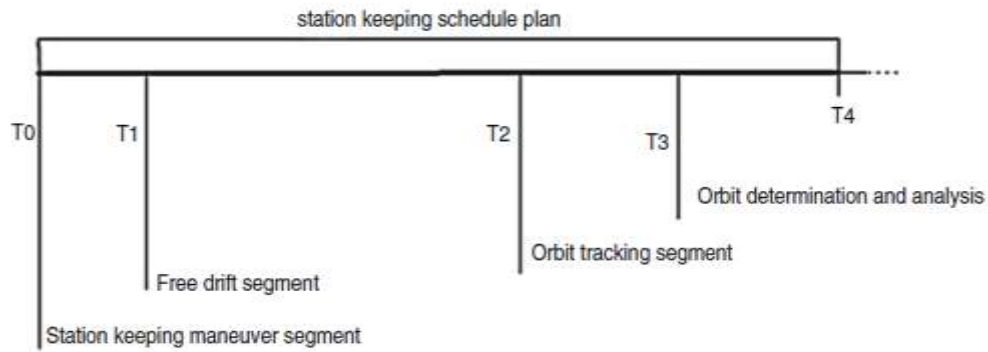 station keeping schedule plan
T0
T1
T2
T3
T4
Orbit determination and analysis
Orbit tracking segment
Free drift segment
Station keeping maneuver segment